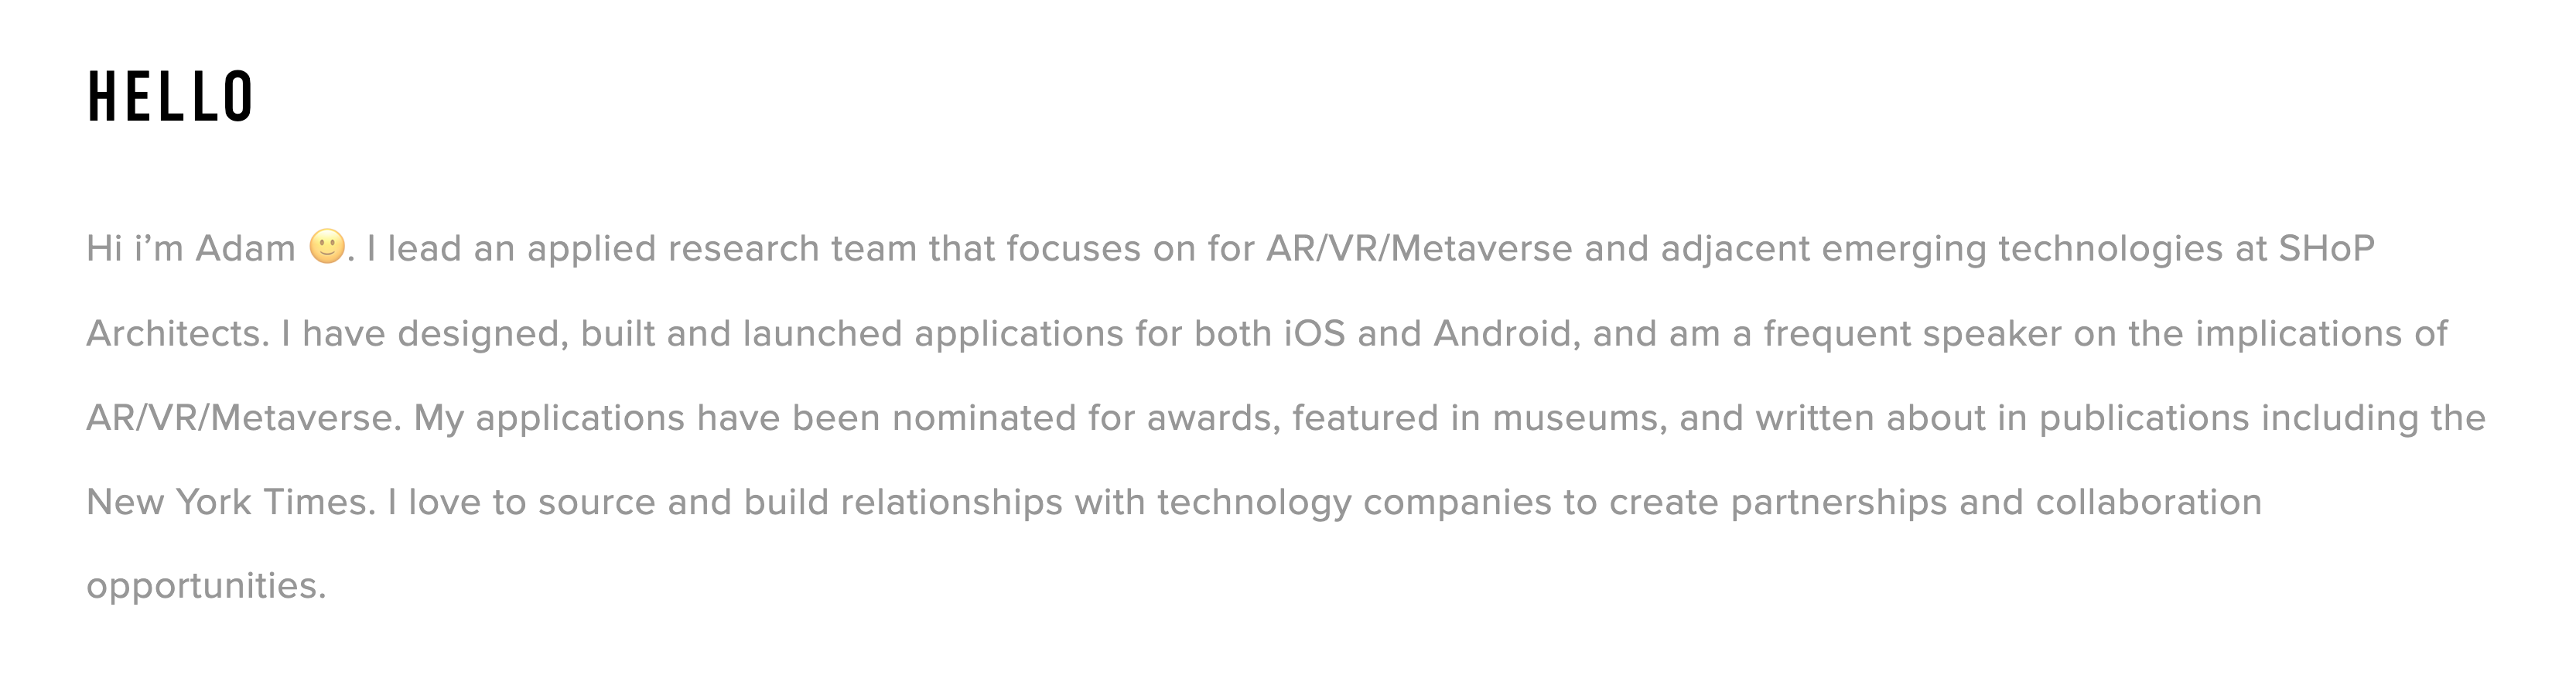 HELLO
Hi i’m Adam 🙂. I lead an applied research team that focuses on for AR/VR/Metaverse and adjacent emerging technologies at SHoP
Architects. I have designed, built and launched applications for both iOS and Android, and am a frequent speaker on the implications of
AR/VR/Metaverse. My applications have been nominated for awards, featured in museums, and written about in publications including the
New York Times. I love to source and build relationships with technology companies to create partnerships and collaboration
opportunities.